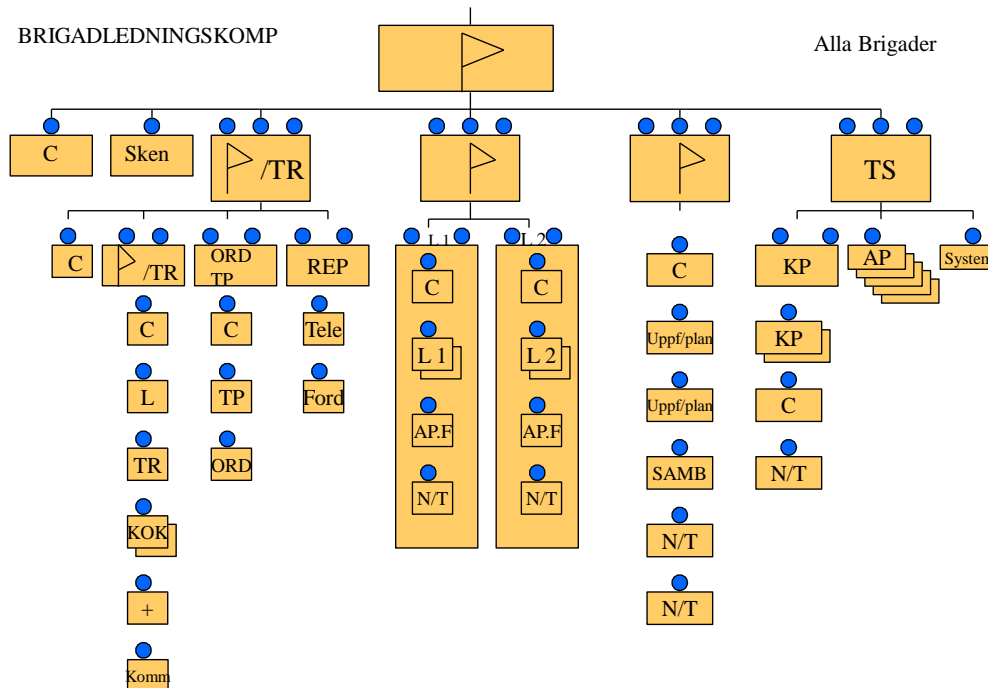 BRIGADLEDNINGSKOMP
Alla Brigader
C
Sken
/TR
TS
C
/TR
ORD
TP
REP
L 1
L 2
KP
AP
System
C
L
TR
KOK
+
Komm
C
TP
ORD
Tele
Ford
C
L 1
AP.F
N/T
C
L 2
AP.F
N/T
C
Uppf/plan
Uppf/plan
SAMB
N/T
N/T
KP
C
N/T